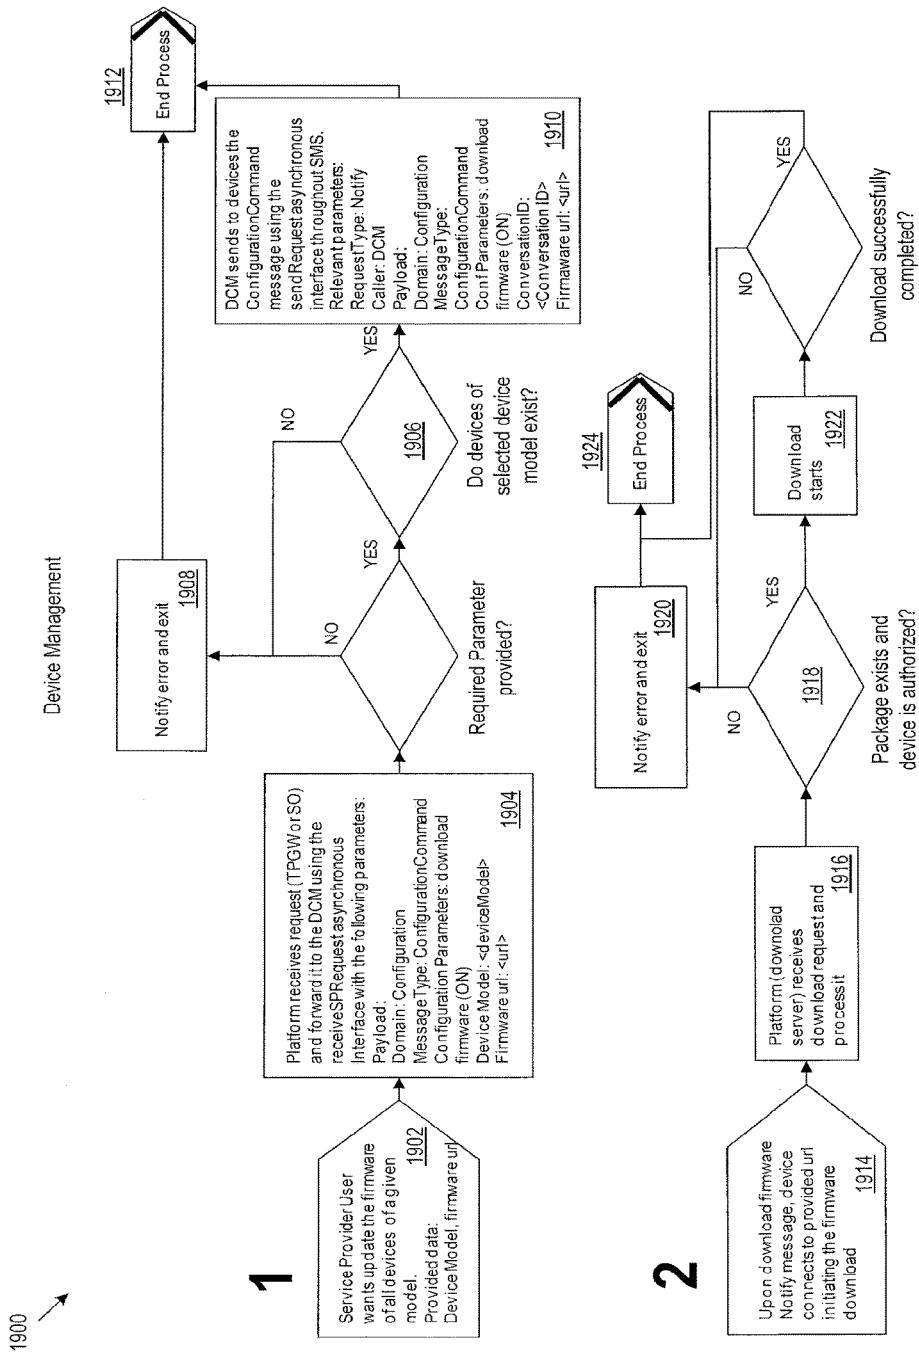 1900
Device Management
1
Service Provider User
wants update the firmware
of all devices of a given
model.
Provided data:
Device Model, firmware url
1902
Platform receives request (TPGW or SO)
and forward it to the DCM using the
receiveSPRequest asynchronous
Interface with the following parameters:
Payload:
Domain: Configuration
MessageType: ConfigurationCommand
Configuration Parameters: download
firmware (ON)
Device Model: <deviceModel>
Firmware url: <url>
1904
Required Parameter
provided?
NO
YES
Notify error and exit
1908
1906
Do devices of
selected device
model exist?
NO
YES
DCM sends to devices the
ConfigurationCommand
message using the
sendRequest asynchronous
interface throughout SMS.
Relevant parameters:
RequestType: Notify
Caller: DCM
Payload:
Domain: Configuration
MessageType:
ConfigurationCommand
Conf Parameters: download
firmware (ON)
ConversationID:
<Conversation ID>
Firmaware url: <url>
1910
1912
End Process
2
Upon download firmware
Notify message, device
connects to provided url
initiating the firmware
download
1914
Platform (downolad
server) receives
download request and
process it
1916
1918
Package exists and
device is authorized?
NO
YES
Notify error and exit
1920
Download
starts
1922
1924
End Process
NO
YES
Download successfully
completed?